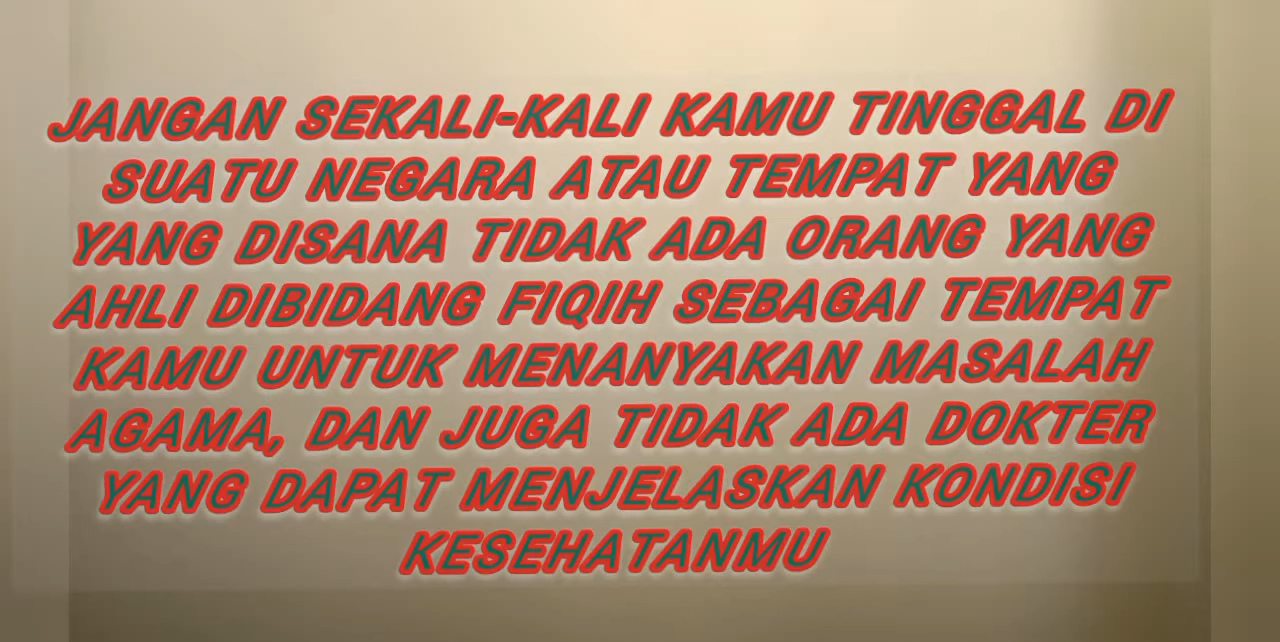 JANGAN SEKALI-KALI KAMU TINGGAL DI
SUATU NEGARA ATAU TEMPAT YANG
YANG DISANA TIDAK ADA ORANG YANG
AHLI DIBIDANG FIQIH SEBAGAI TEMPAT
KAMU UNTUK MENANYAKAN MASALAH
AGAMA, DAN JUGA TIDAK ADA DOKTER
YANG DAPAT MENJELASKAN KONDISI
KESEHATANMU